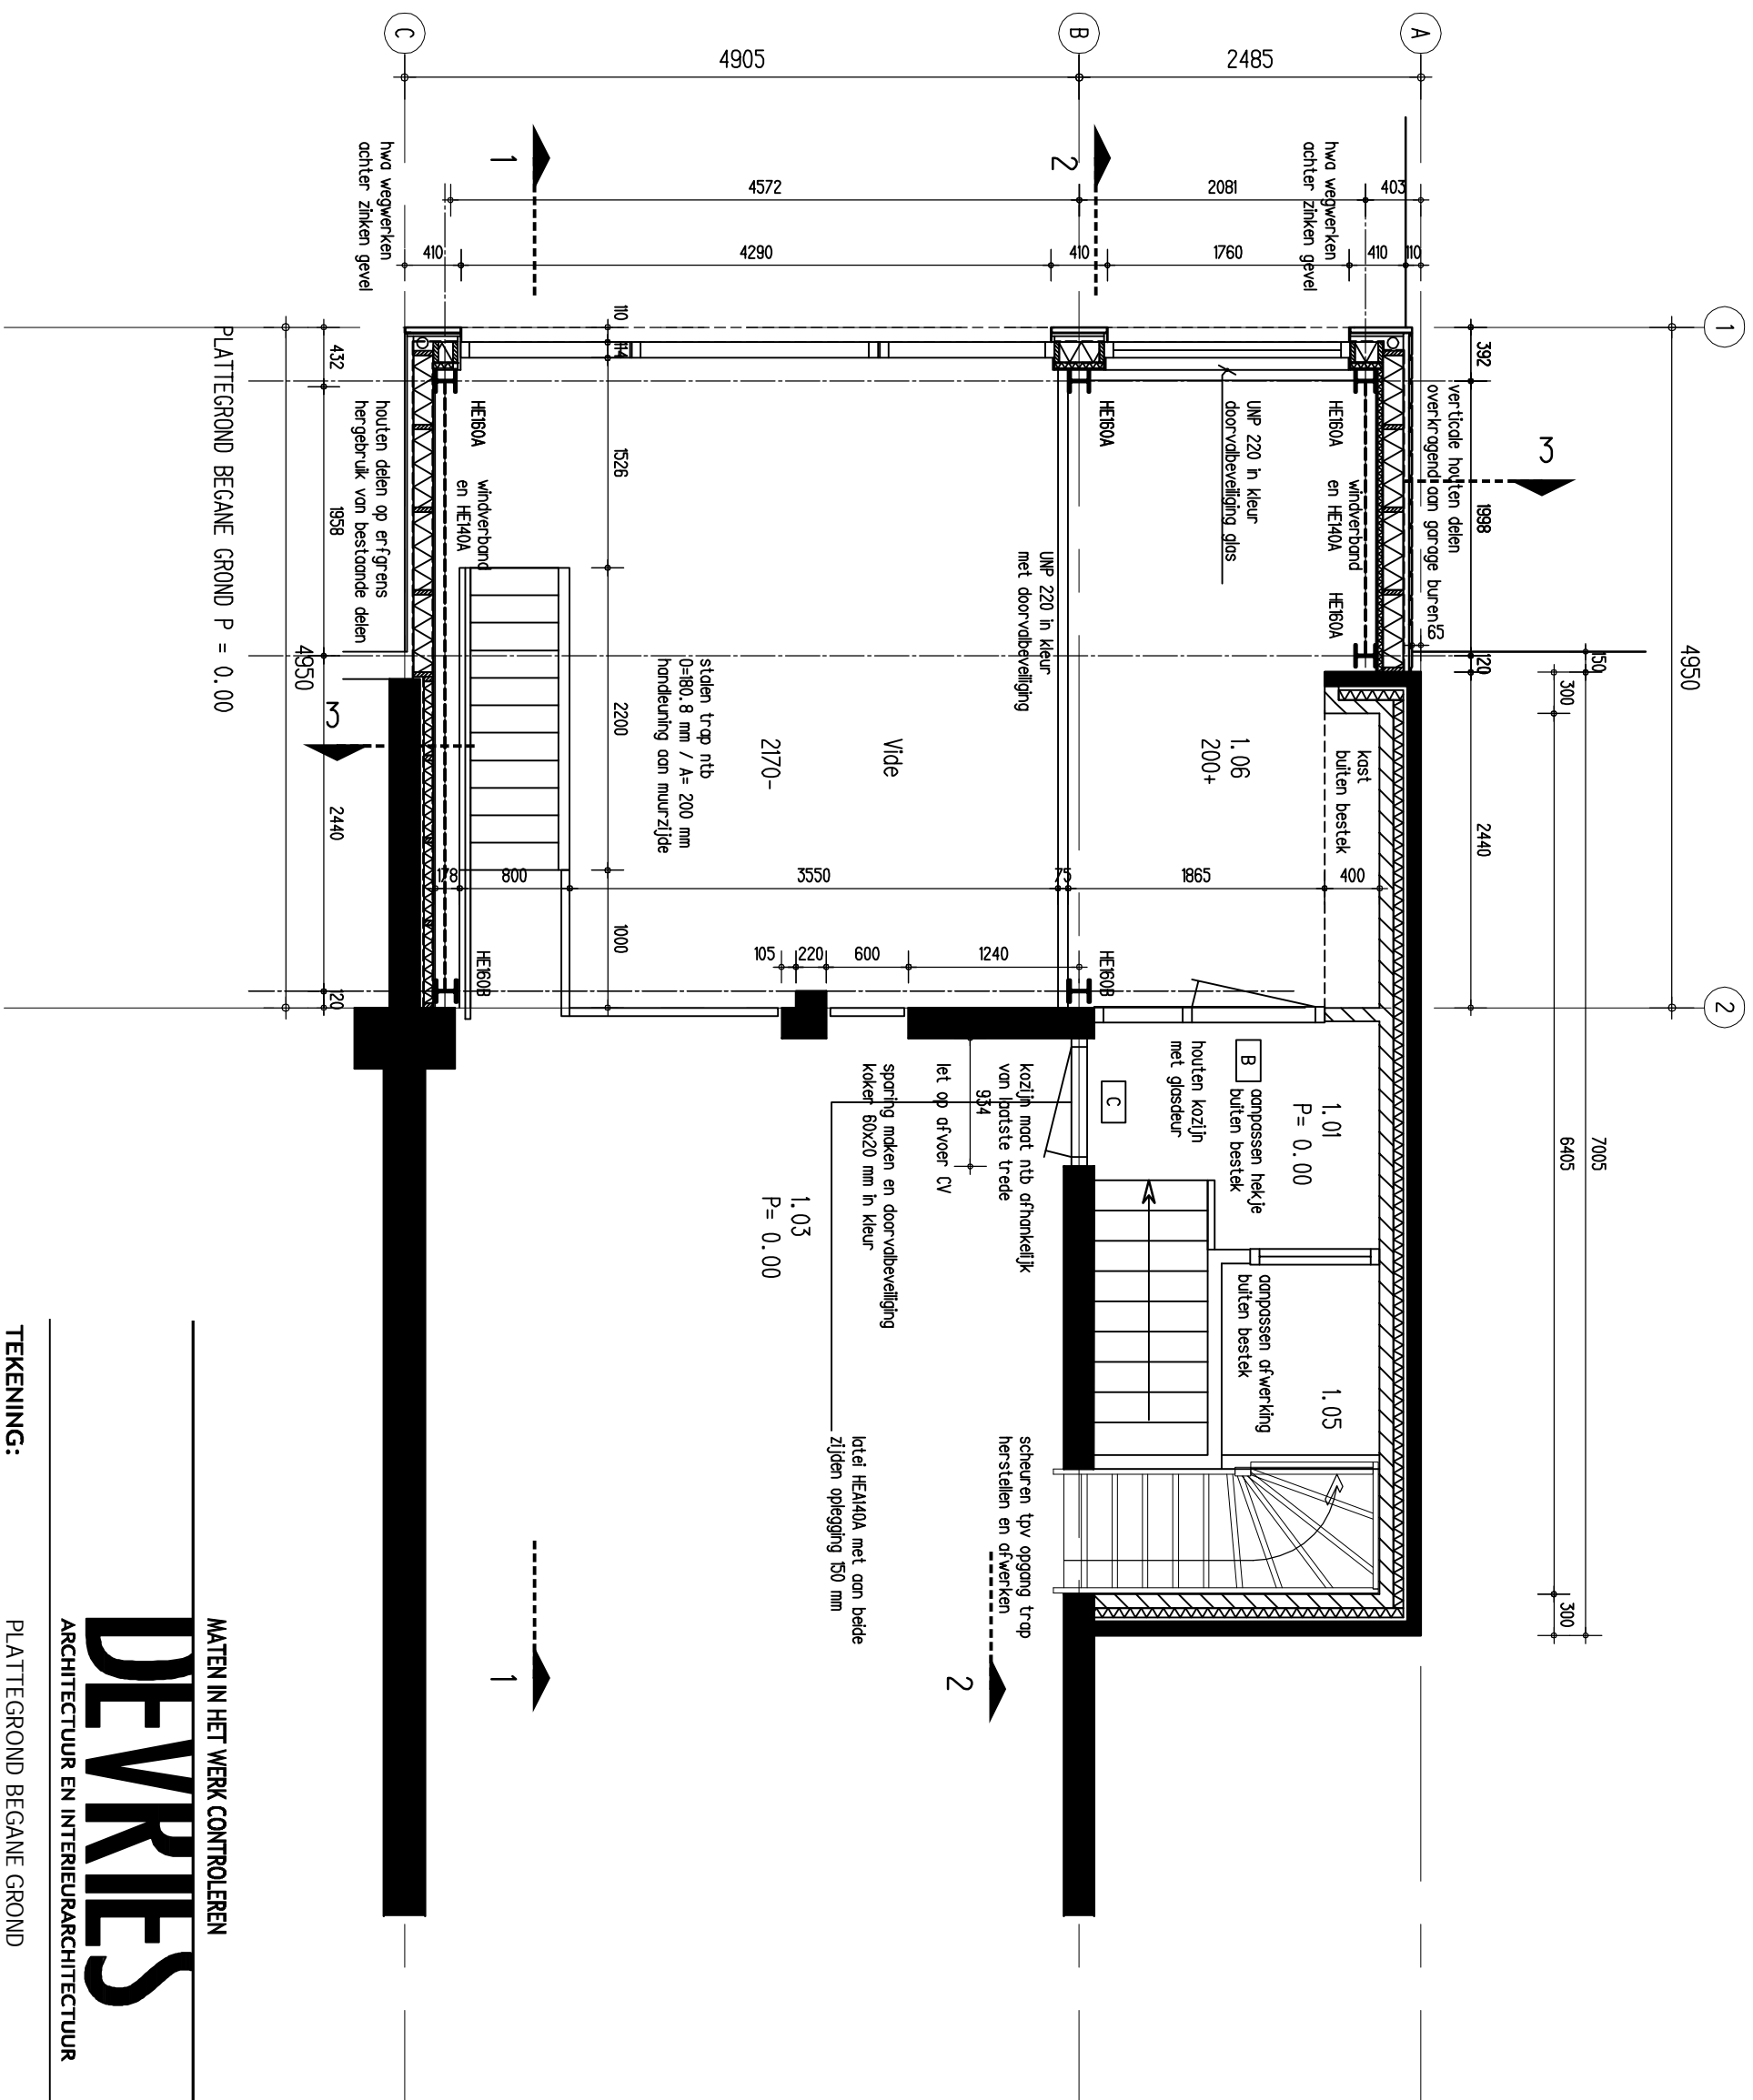 A
B
C
1
2
2485
4905
403
2081
4572
110
410
1760
410
4290
410
hwa wegwerken
achter zinken gevel
hwa wegwerken
achter zinken gevel
1
2
3
4950
7005
6405
150
300
300
392
1998
120
2440
65
verticale houten delen
overkragend aan garage buren
HE160A
windverband
en HE140A
HE160A
UNP 220 in kleur
doorvalbeveiliging glas
HE160A
UNP 220 in kleur
met doorvalbeveiliging
kast
buiten bestek
1.06
200+
Vide
2170-
stalen trap ntb
O=180.8 mm / A= 200 mm
handleuning aan muurzijde
110
114
1526
2200
1000
HE160A
windverband
en HE140A
400
1865
75
3550
800
178
1240
600
220
105
HE160B
HE160B
432
1958
2440
120
4950
houten delen op erfgrens
hergebruik van bestaande delen
3
PLATTEGROND BEGANE GROND P = 0.00
1.01
P= 0.00
B
aanpassen hekje
buiten bestek
houten kozijn
met glasdeur
C
kozijn maat ntb afhankelijk
van laatste trede
934
let op afvoer CV
sparing maken en doorvalbeveiliging
koker 60x20 mm in kleur
1.03
P= 0.00
1.05
aanpassen afwerking
buiten bestek
scheuren tpv opgang trap
herstellen en afwerken
latei HEA140A met aan beide
zijden oplegging 150 mm
2
1
MATEN IN HET WERK CONTROLEREN
DEVRIES
ARCHITECTUUR EN INTERIEURARCHITECTUUR
TEKENING:
PLATTEGROND BEGANE GROND